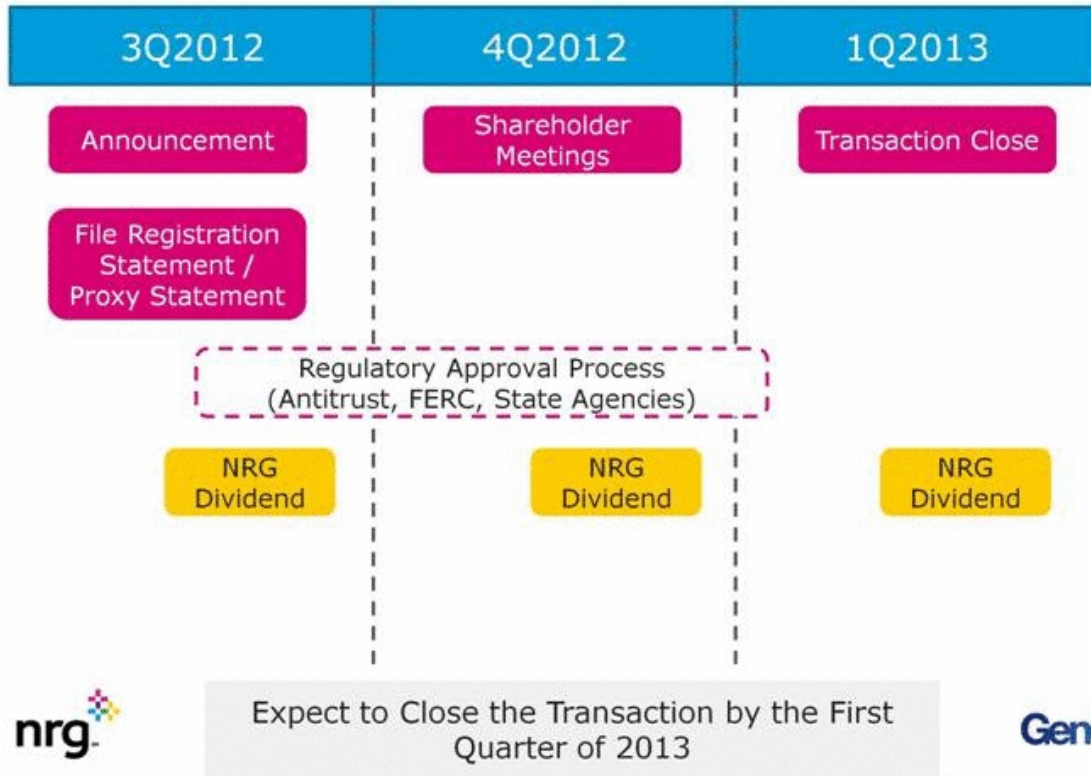 3Q2012
4Q2012
1Q2013
Announcement
Shareholder
Meetings
Transaction Close
File Registration
Statement /
Proxy Statement
Regulatory Approval Process
(Antitrust, FERC, State Agencies)
NRG
Dividend
NRG
Dividend
NRG
Dividend
nrg
Expect to Close the Transaction by the First
Quarter of 2013
Gen